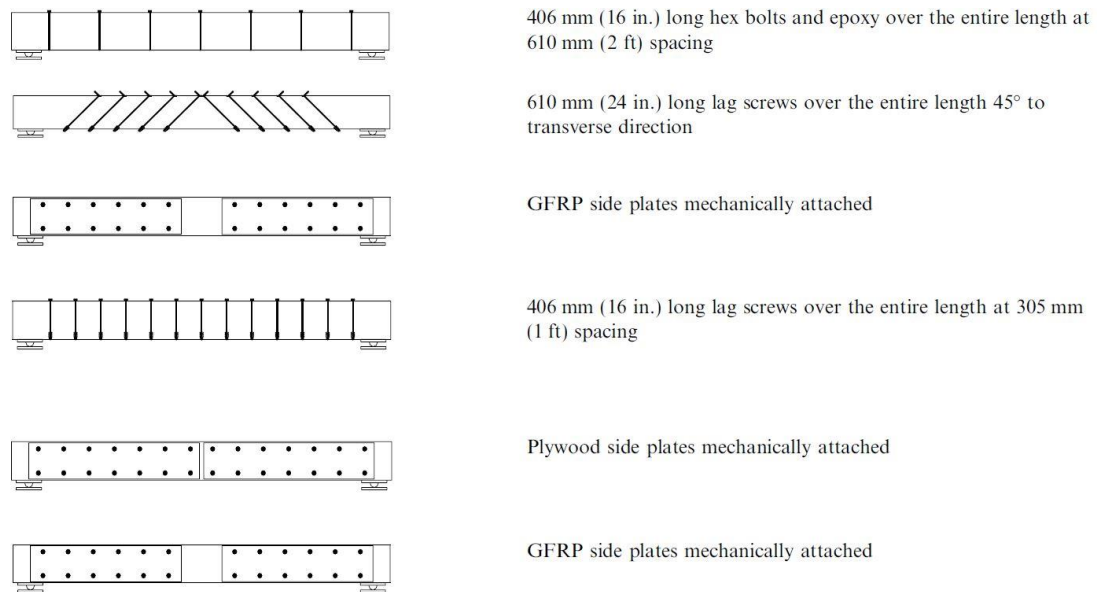 406 mm (16 in.) long hex bolts and epoxy over the entire length at
610 mm (2 ft) spacing
610 mm (24 in.) long lag screws over the entire length 45° to
transverse direction
GFRP side plates mechanically attached
406 mm (16 in.) long lag screws over the entire length at 305 mm
(1 ft) spacing
Plywood side plates mechanically attached
GFRP side plates mechanically attached